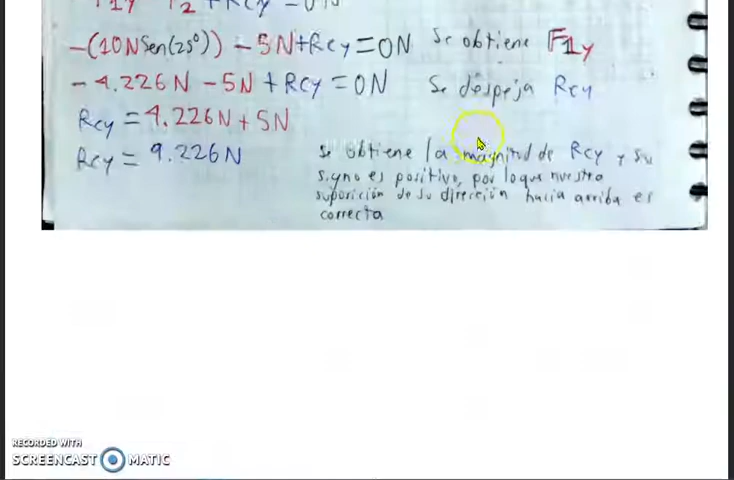 -(10NSen(25°)) - 5N+Rcy=0N Se obtiene F1y
- 4.226N - 5N + Rcy = 0N Se despeja Rcy
Rcy = 4.226N + 5N
Rcy = 9.226N
Se obtiene la magnitud de Rcy y su
signo es positivo, por lo que nuestra
suposición de su dirección hacia arriba es
correcta
RECORDED WITH
SCREENCAST MATIC